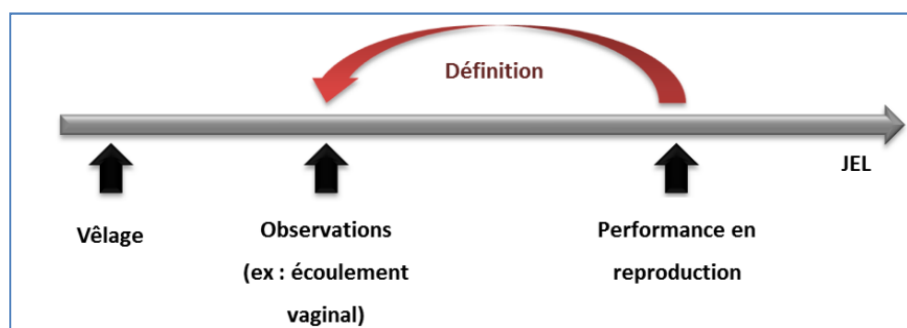 Définition
JEL
Vêlage
Observations
(ex : écoulement
vaginal)
Performance en
reproduction